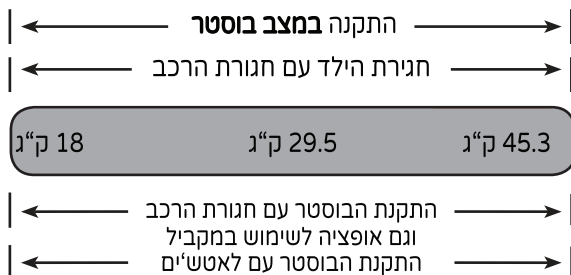 התקנה במצב בוסטר
חגירת הילד עם חגורת הרכב
18 ק“ג 29.5 ק“ג 45.3 ק“ג
התקנת הבוסטר עם חגורת הרכב
וגם אופציה לשימוש במקביל
התקנת הבוסטר עם לאטש'ים